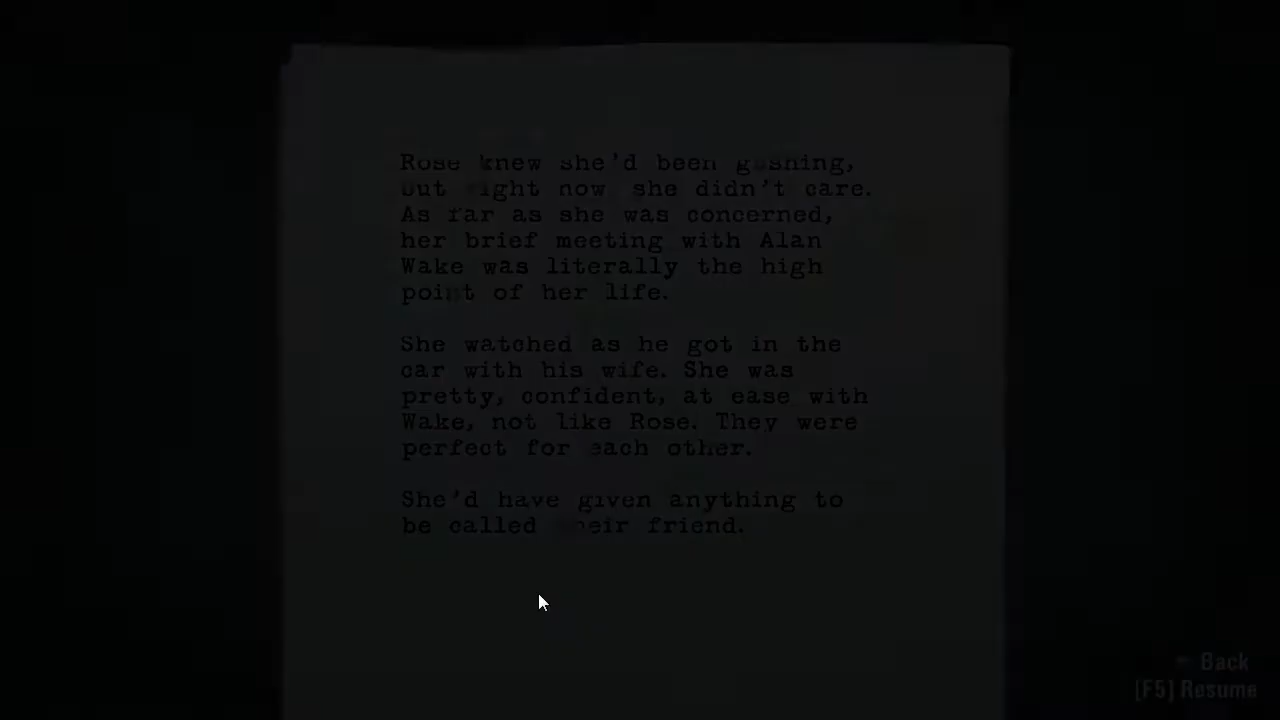 Rose knew she'd been gushing,
but right now she didn't care.
As far as she was concerned,
her brief meeting with Alan
Wake was literally the high
point of her life.
She watched as he got in the
car with his wife. She was
pretty, confident, at ease with
Wake, not like Rose. They were
perfect for each other.
She'd have given anything to
be called their friend.
Back
[F5] Resume